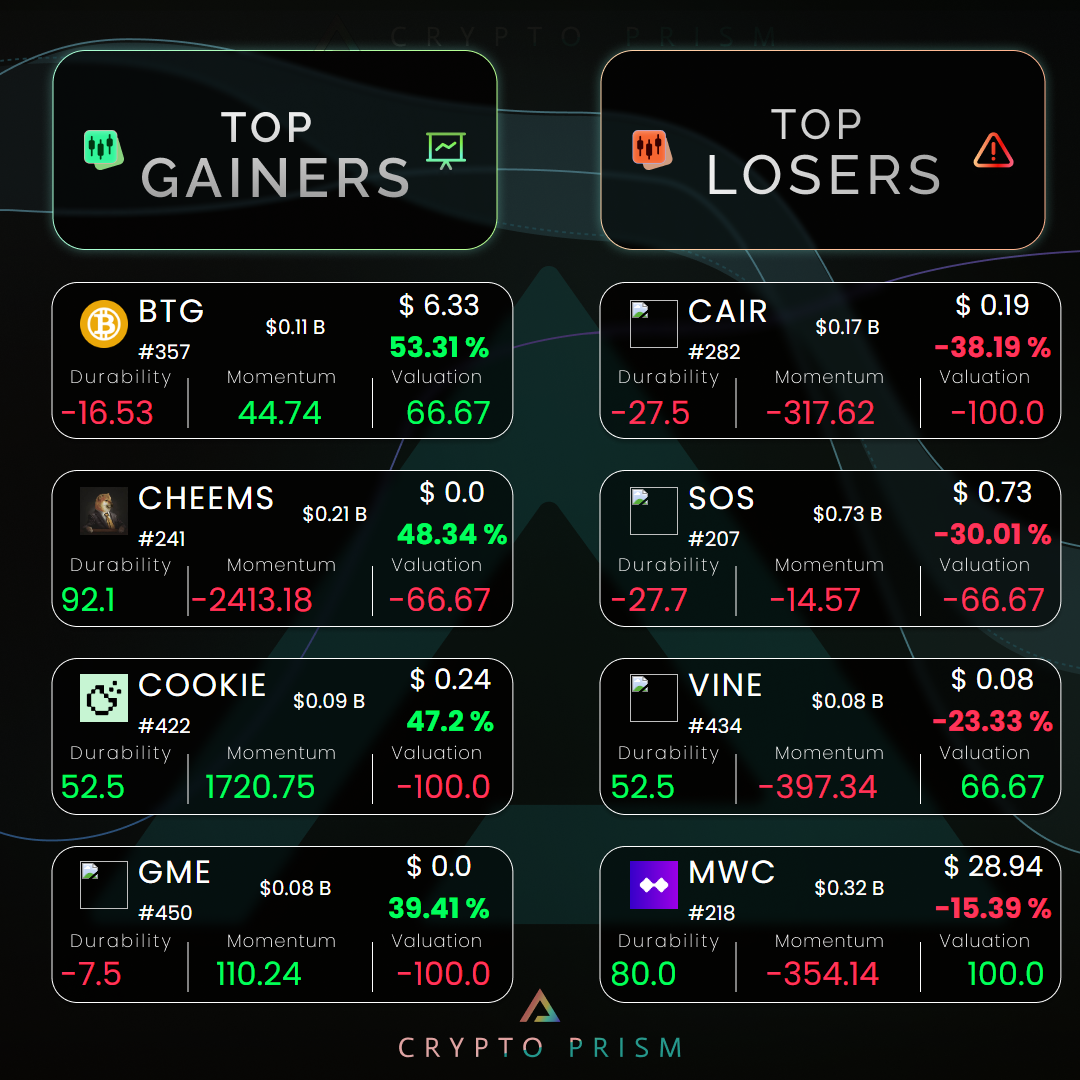 CRYPTO PRISM
TOP
GAINERS
TOP
LOSERS
BTG
$0.11 B
$ 6.33
#357
53.31 %
Durability
Momentum
Valuation
-16.53
44.74
66.67
CHEEMS
$0.21 B
$ 0.0
#241
48.34 %
Durability
Momentum
Valuation
92.1
-2413.18
-66.67
COOKIE
$0.09 B
$ 0.24
#422
47.2 %
Durability
Momentum
Valuation
52.5
1720.75
-100.0
GME
$0.08 B
$ 0.0
#450
39.41 %
Durability
Momentum
Valuation
-7.5
110.24
-100.0
CAIR
$0.17 B
$ 0.19
#282
-38.19 %
Durability
Momentum
Valuation
-27.5
-317.62
-100.0
SOS
$0.73 B
$ 0.73
#207
-30.01 %
Durability
Momentum
Valuation
-27.7
-14.57
-66.67
VINE
$0.08 B
$ 0.08
#434
-23.33 %
Durability
Momentum
Valuation
52.5
-397.34
66.67
MWC
$0.32 B
$ 28.94
#218
-15.39 %
Durability
Momentum
Valuation
80.0
-354.14
100.0
CRYPTO PRISM